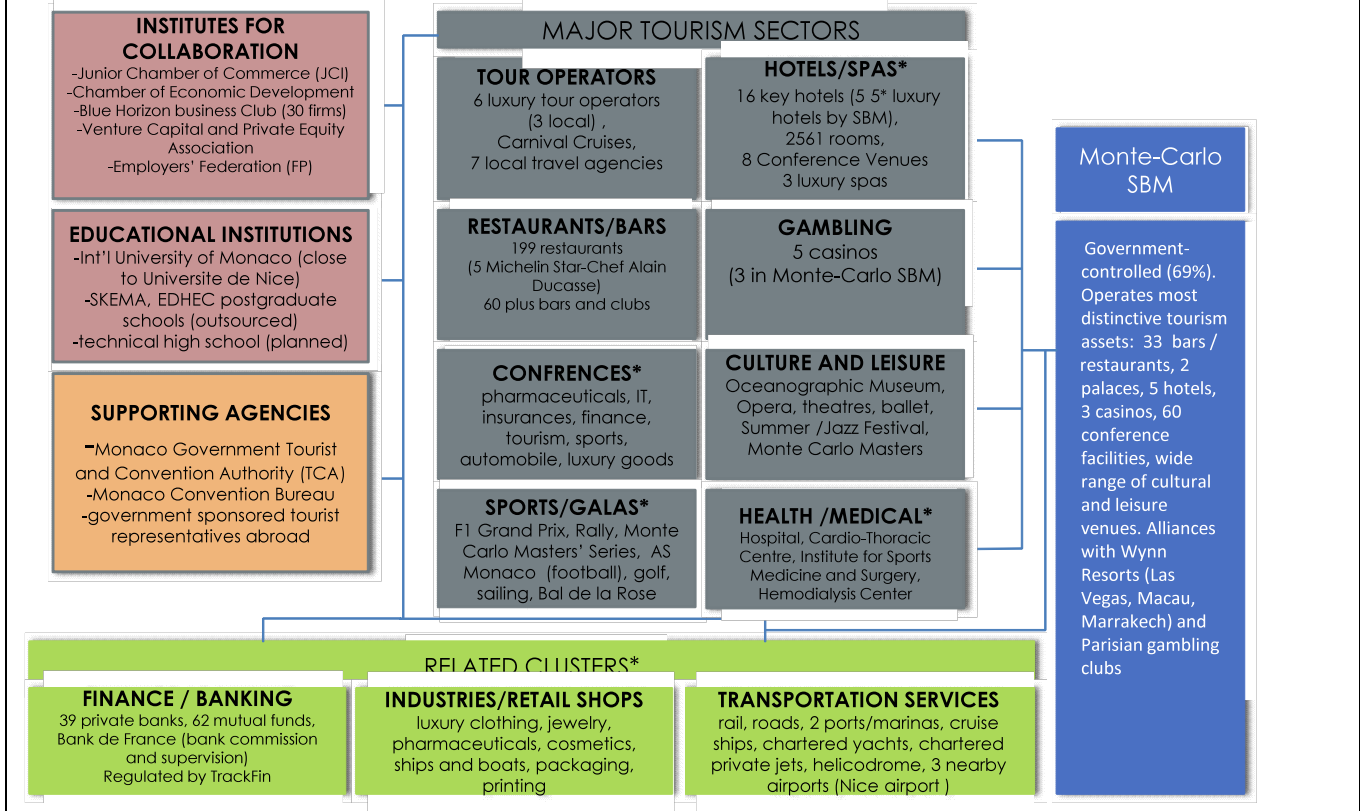 INSTITUTES FOR
COLLABORATION
-Junior Chamber of Commerce (JCI)
-Chamber of Economic Development
-Blue Horizon business Club (30 firms)
-Venture Capital and Private Equity
Association
-Employers' Federation (FP)
EDUCATIONAL INSTITUTIONS
-Int'l University of Monaco (close
to Universite de Nice)
-SKEMA, EDHEC postgraduate
schools (outsourced)
-technical high school (planned)
SUPPORTING AGENCIES
-Monaco Government Tourist
and Convention Authority (TCA)
-Monaco Convention Bureau
-government sponsored tourist
representatives abroad
MAJOR TOURISM SECTORS
TOUR OPERATORS
6 luxury tour operators
(3 local) ,
Carnival Cruises,
7 local travel agencies
HOTELS/SPAS*
16 key hotels (5 5* luxury
hotels by SBM),
2561 rooms,
8 Conference Venues
3 luxury spas
RESTAURANTS/BARS
199 restaurants
(5 Michelin Star-Chef Alain
Ducasse)
60 plus bars and clubs
GAMBLING
5 casinos
(3 in Monte-Carlo SBM)
CONFRENCES*
pharmaceuticals, IT,
insurances, finance,
tourism, sports,
automobile, luxury goods
CULTURE AND LEISURE
Oceanographic Museum,
Opera, theatres, ballet,
Summer /Jazz Festival,
Monte Carlo Masters
SPORTS/GALAS*
F1 Grand Prix, Rally, Monte
Carlo Masters' Series, AS
Monaco (football), golf,
sailing, Bal de la Rose
HEALTH /MEDICAL*
Hospital, Cardio-Thoracic
Centre, Institute for Sports
Medicine and Surgery,
Hemodialysis Center
Monte-Carlo
SBM
Government-
controlled (69%).
Operates most
distinctive tourism
assets: 33 bars /
restaurants, 2
palaces, 5 hotels,
3 casinos, 60
conference
facilities, wide
range of cultural
and leisure
venues. Alliances
with Wynn
Resorts (Las
Vegas, Macau,
Marrakech) and
Parisian gambling
clubs
RELATED CLUSTERS*
FINANCE / BANKING
39 private banks, 62 mutual funds,
Bank de France (bank commission
and supervision)
Regulated by TrackFin
INDUSTRIES/RETAIL SHOPS
luxury clothing, jewelry,
pharmaceuticals, cosmetics,
ships and boats, packaging,
printing
TRANSPORTATION SERVICES
rail, roads, 2 ports/marinas, cruise
ships, chartered yachts, chartered
private jets, helicodrome, 3 nearby
airports (Nice airport )